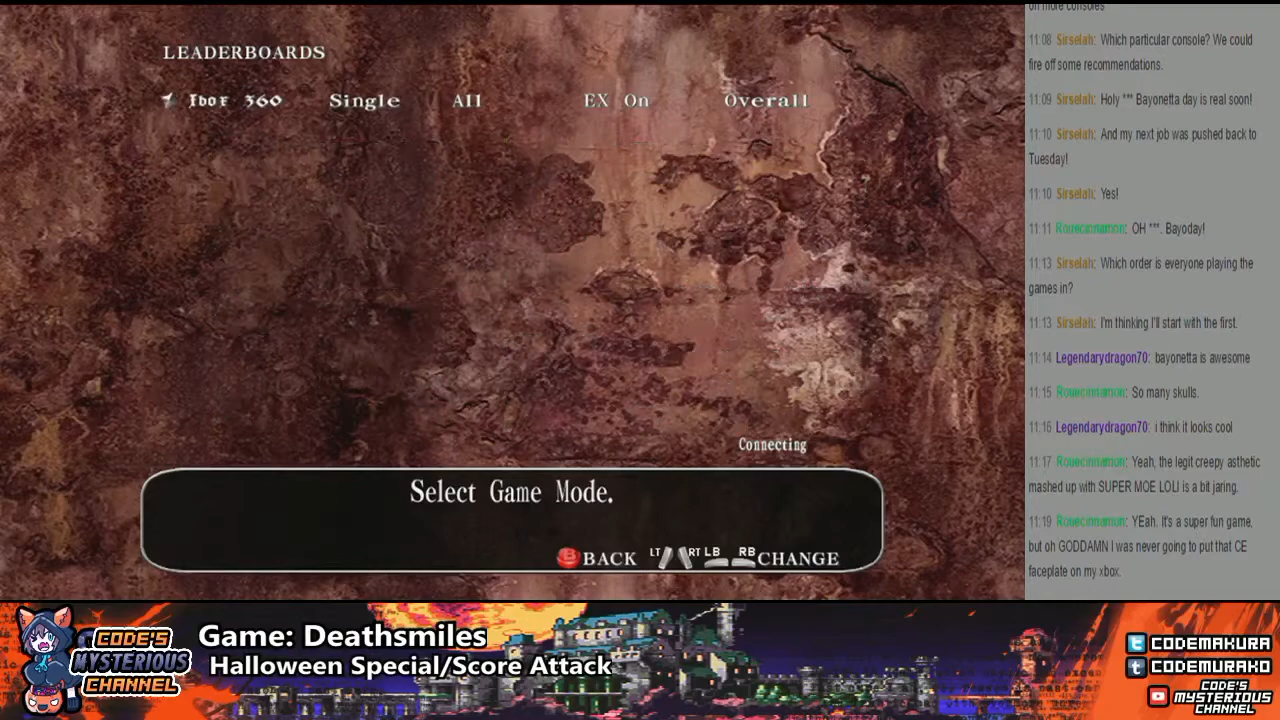 LEADERBOARDS
Xbox 360 Single All EX On Overall
Connecting
Select Game Mode.
B BACK LT RT LB RB CHANGE
on more consoles
11:08 Sirselah: Which particular console? We could
fire off some recommendations.
11:09 Sirselah: Holy *** Bayonetta day is real soon!
11:10 Sirselah: And my next job was pushed back to
Tuesday!
11:10 Sirselah: Yes!
11:11 Rouecinnamon: OH ***. Bayoday!
11:13 Sirselah: Which order is everyone playing the
games in?
11:13 Sirselah: I'm thinking I'll start with the first.
11:14 Legendarydragon70: bayonetta is awesome
11:15 Rouecinnamon: So many skulls.
11:16 Legendarydragon70: i think it looks cool
11:17 Rouecinnamon: Yeah, the legit creepy asthetic
mashed up with SUPER MOE LOLI is a bit jaring.
11:19 Rouecinnamon: YEah. It's a super fun game,
but oh GODDAMN I was never going to put that CE
faceplate on my xbox.
CODE'S
MYSTERIOUS
CHANNEL
Game: Deathsmiles
Halloween Special/Score Attack
CODEMAKURA
CODEMURAKO
CODE'S
MYSTERIOUS
CHANNEL